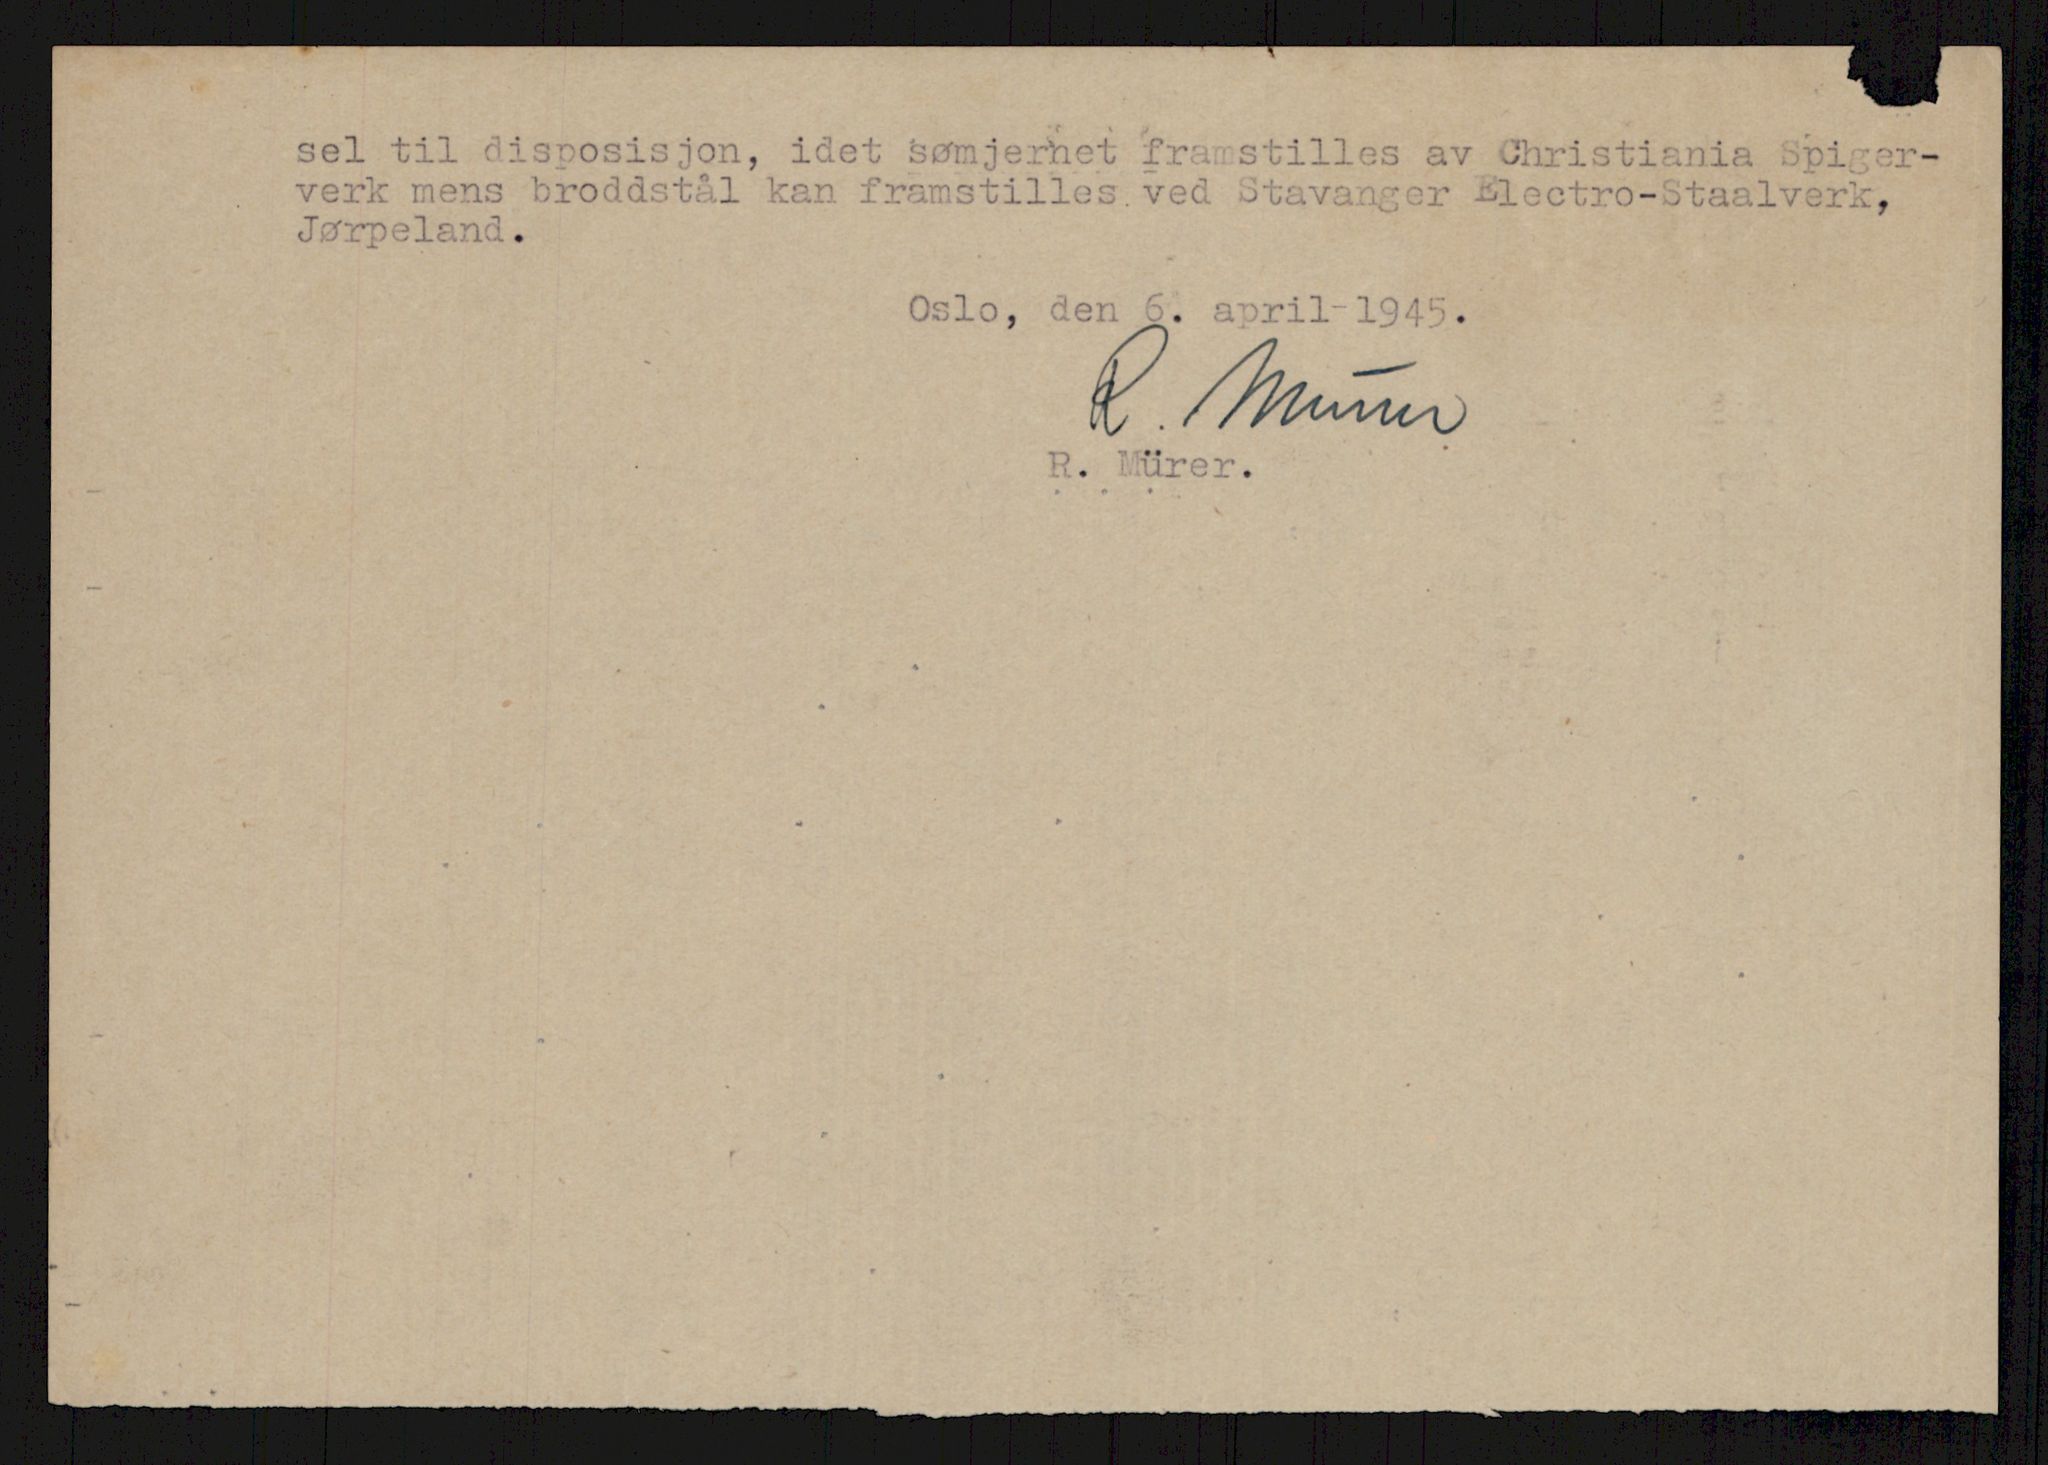 sel til disposisjon, idet sømjernet framstilles av Christiania Spiger-
verk mens broddstål kan framstilles ved Stavanger Electro-Staalverk,
Jørpeland.
Oslo, den 6. april 1945.
R. Mürer
R. Mürer.